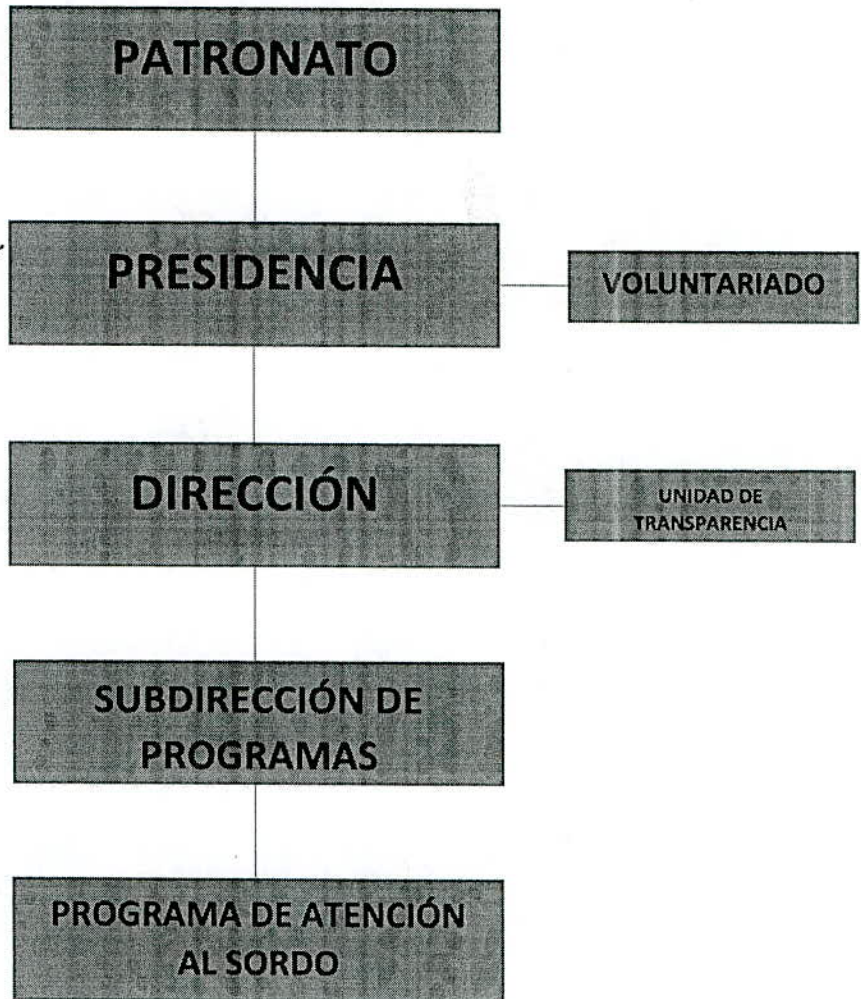 PATRONATO
PRESIDENCIA
VOLUNTARIADO
DIRECCIÓN
UNIDAD DE
TRANSPARENCIA
SUBDIRECCIÓN DE
PROGRAMAS
PROGRAMA DE ATENCIÓN
AL SORDO